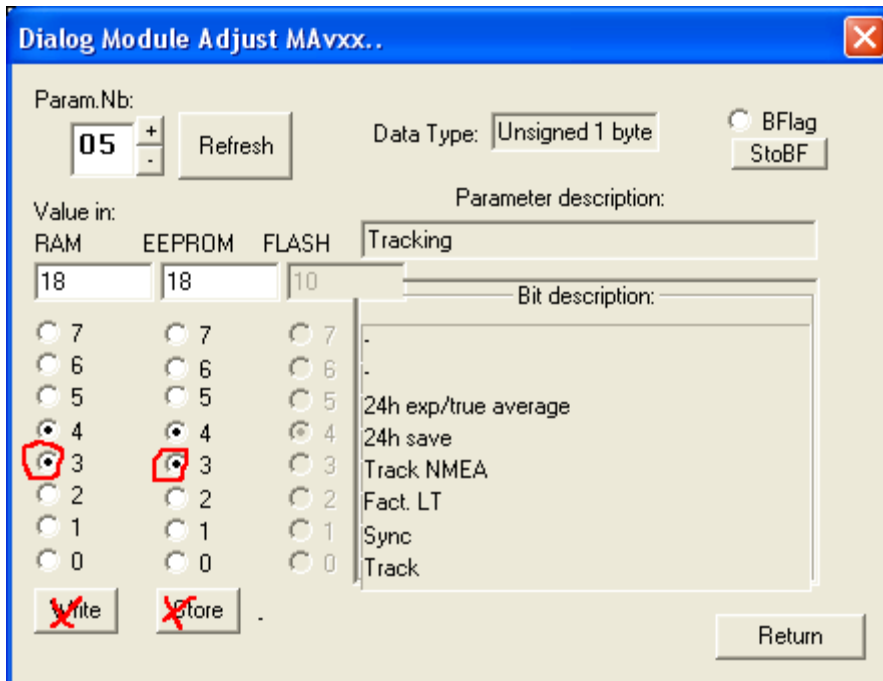 Dialog Module Adjust MAvxx..
Param.Nb:
05
+
-
Refresh
Data Type: Unsigned 1 byte
BFlag
StoBF
Value in:
RAM EEPROM FLASH
18 18 10
Parameter description:
Tracking
Bit description:
7 7 7 -
6 6 6 -
5 5 5 24h exp/true average
4 4 4 24h save
3 3 3 Track NMEA
2 2 2 Fact. LT
1 1 1 Sync
0 0 0 Track
Write Store .
Return